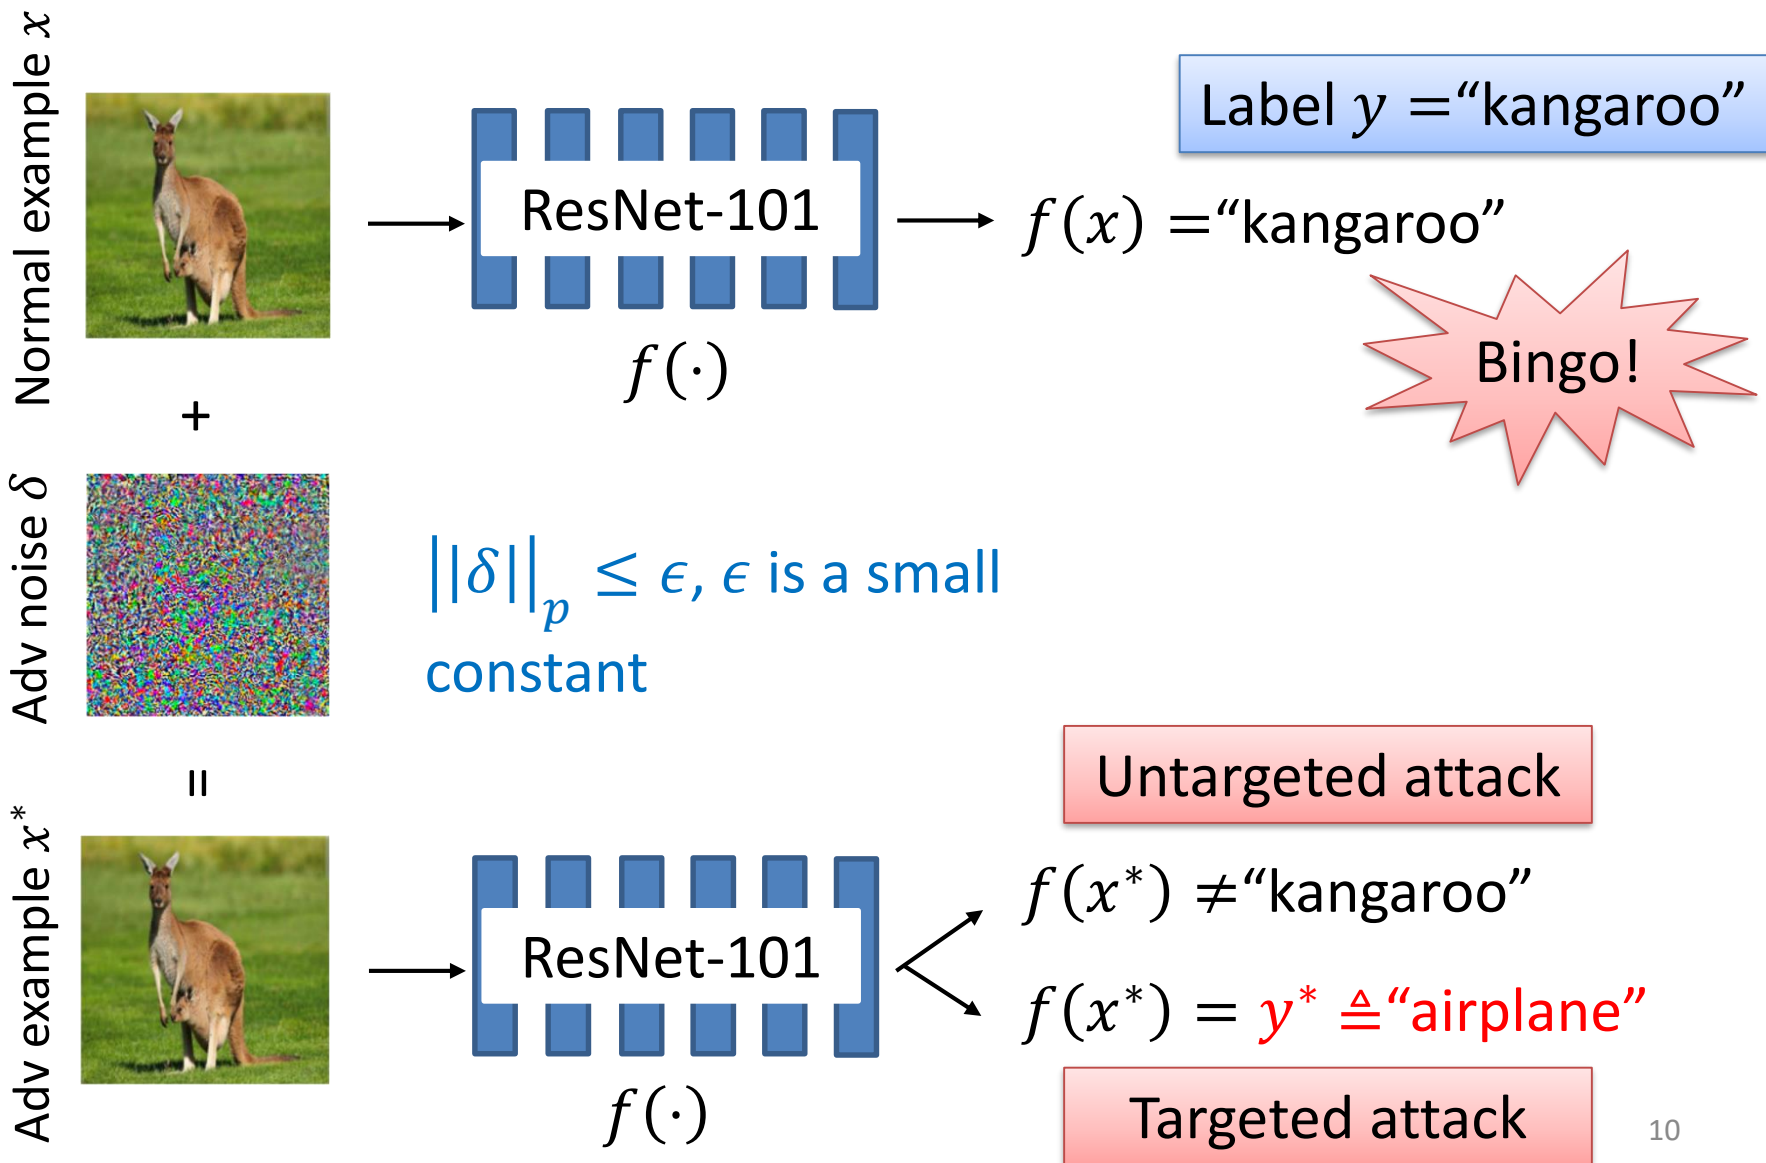 Normal example x
Label y =“kangaroo”
ResNet-101
f(x) =“kangaroo”
f(·)
Bingo!
+
Adv noise δ
||δ||_p ≤ ϵ, ϵ is a small
constant
=
Untargeted attack
Adv example x*
ResNet-101
f(x*) ≠“kangaroo”
f(x*) = y* ≜“airplane”
f(·)
Targeted attack
10